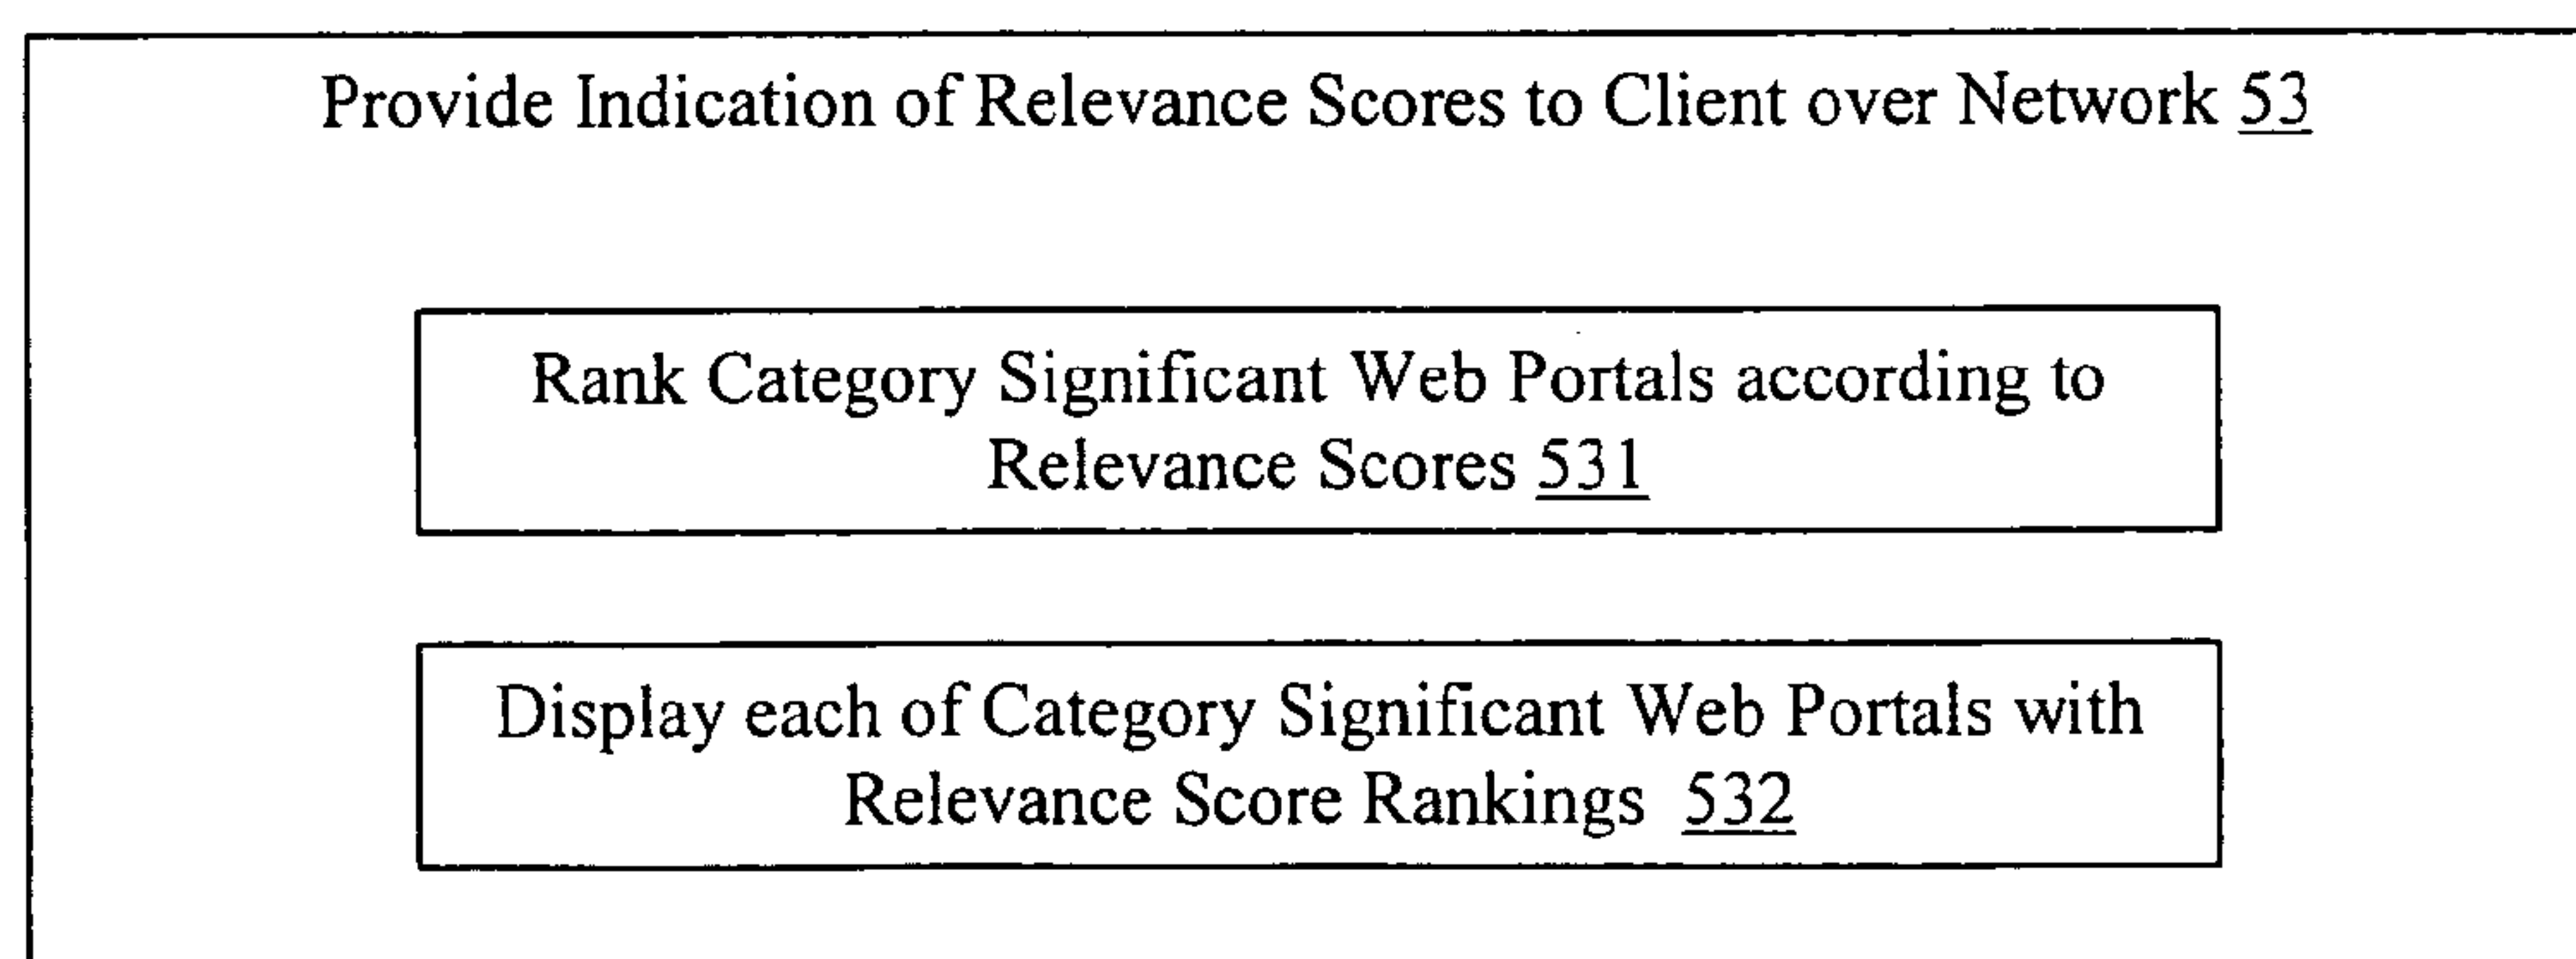 Provide Indication of Relevance Scores to Client over Network 53
Rank Category Significant Web Portals according to
Relevance Scores 531
Display each of Category Significant Web Portals with
Relevance Score Rankings 532